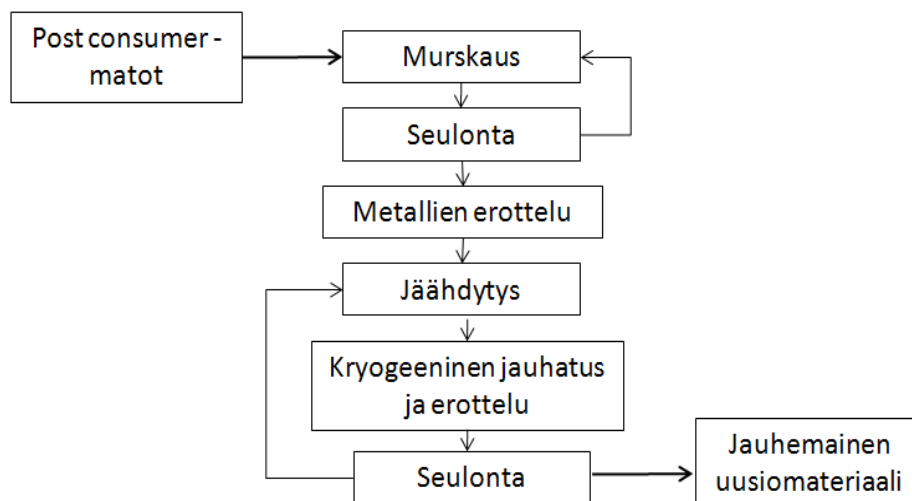 Post consumer -
matot
Murskaus
Seulonta
Metallien erottelu
Jäähdytys
Kryogeeninen jauhatus
ja erottelu
Seulonta
Jauhemainen
uusiomateriaali